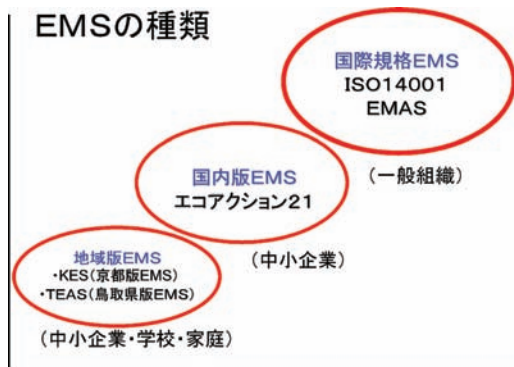 EMSの種類
国際規格EMS
ISO14001
EMAS
(一般組織)
国内版EMS
エコアクション21
(中小企業)
地域版EMS
・KES(京都版EMS)
・TEAS(鳥取県版EMS)
(中小企業・学校・家庭)